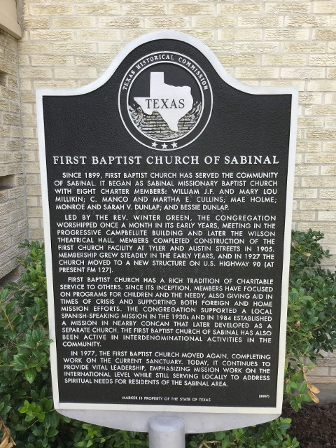 TEXAS HISTORICAL COMMISSION
TEXAS
FIRST BAPTIST CHURCH OF SABINAL
SINCE 1899, FIRST BAPTIST CHURCH HAS SERVED THE COMMUNITY
OF SABINAL. IT BEGAN AS SABINAL MISSIONARY BAPTIST CHURCH
WITH EIGHT CHARTER MEMBERS: WILLIAM J.F. AND MARY LOU
MILLIKIN; C. MANCO AND MARTHA E. CULLINS; MAE HOLME;
MONROE AND SARAH V. DUNLAP; AND BESSIE DUNLAP.
LED BY THE REV. WINTER GREEN, THE CONGREGATION
WORSHIPPED ONCE A MONTH IN ITS EARLY YEARS, MEETING IN THE
PROGRESSIVE CAMPBELLITE BUILDING AND LATER THE WILSON
THEATRICAL HALL. MEMBERS COMPLETED CONSTRUCTION OF THE
FIRST CHURCH FACILITY AT TYLER AND AUSTIN STREETS IN 1905.
MEMBERSHIP GREW STEADILY IN THE EARLY YEARS, AND IN 1927 THE
CHURCH MOVED TO A NEW STRUCTURE ON U.S. HIGHWAY 90 (AT
PRESENT FM 127).
FIRST BAPTIST CHURCH HAS A RICH TRADITION OF CHARITABLE
SERVICE TO OTHERS. SINCE ITS INCEPTION, MEMBERS HAVE FOCUSED
ON PROGRAMS FOR CHILDREN AND THE NEEDY, ALSO GIVING AID IN
TIMES OF CRISIS AND SUPPORTING BOTH FOREIGN AND HOME
MISSION EFFORTS. THE CONGREGATION SUPPORTED A LOCAL
SPANISH-SPEAKING MISSION IN THE 1930s AND IN 1984 ESTABLISHED
A MISSION IN NEARBY CONCAN THAT LATER DEVELOPED AS A
SEPARATE CHURCH. THE FIRST BAPTIST CHURCH OF SABINAL HAS ALSO
BEEN ACTIVE IN INTERDENOMINATIONAL ACTIVITIES IN THE
COMMUNITY.
IN 1977, THE FIRST BAPTIST CHURCH MOVED AGAIN, COMPLETING
WORK ON THE CURRENT SANCTUARY. TODAY, IT CONTINUES TO
PROVIDE VITAL LEADERSHIP, EMPHASIZING MISSION WORK ON THE
INTERNATIONAL LEVEL WHILE STILL SERVING LOCALLY TO ADDRESS
SPIRITUAL NEEDS FOR RESIDENTS OF THE SABINAL AREA.
MARKER IS PROPERTY OF THE STATE OF TEXAS